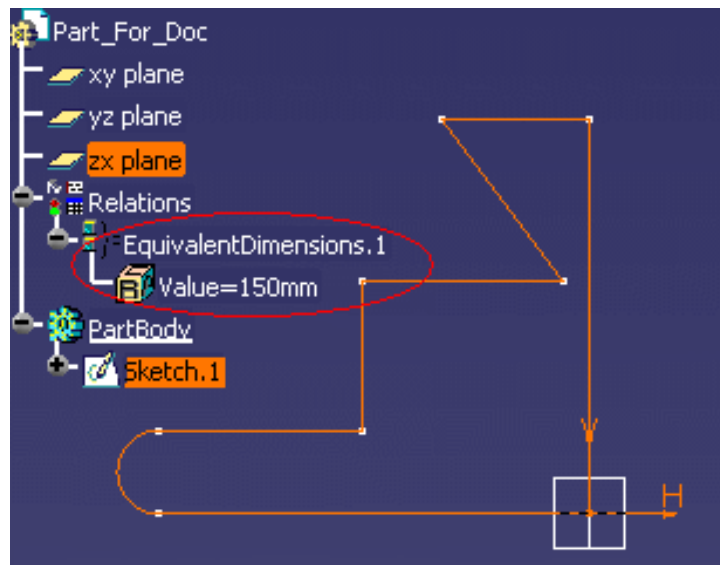 Part_For_Doc
xy plane
yz plane
zx plane
Relations
EquivalentDimensions.1
Value=150mm
PartBody
Sketch.1
V
H